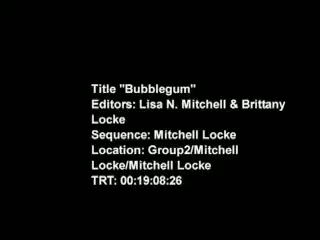 Title "Bubblegum"
Editors: Lisa N. Mitchell & Brittany
Locke
Sequence: Mitchell Locke
Location: Group2/Mitchell
Locke/Mitchell Locke
TRT: 00:19:08:26